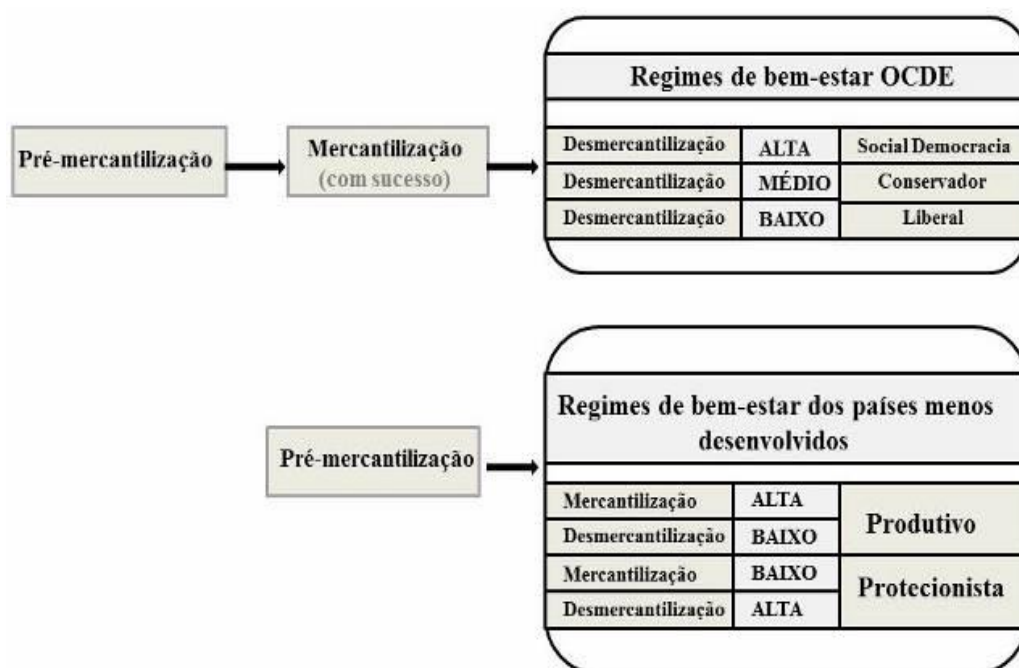 Regimes de bem-estar OCDE
Pré-mercantilização
Mercantilização
(com sucesso)
Desmercantilização ALTA Social Democracia
Desmercantilização MÉDIO Conservador
Desmercantilização BAIXO Liberal
Regimes de bem-estar dos países menos
desenvolvidos
Pré-mercantilização
Mercantilização ALTA
Desmercantilização BAIXO
Produtivo
Mercantilização BAIXO
Desmercantilização ALTA
Protecionista